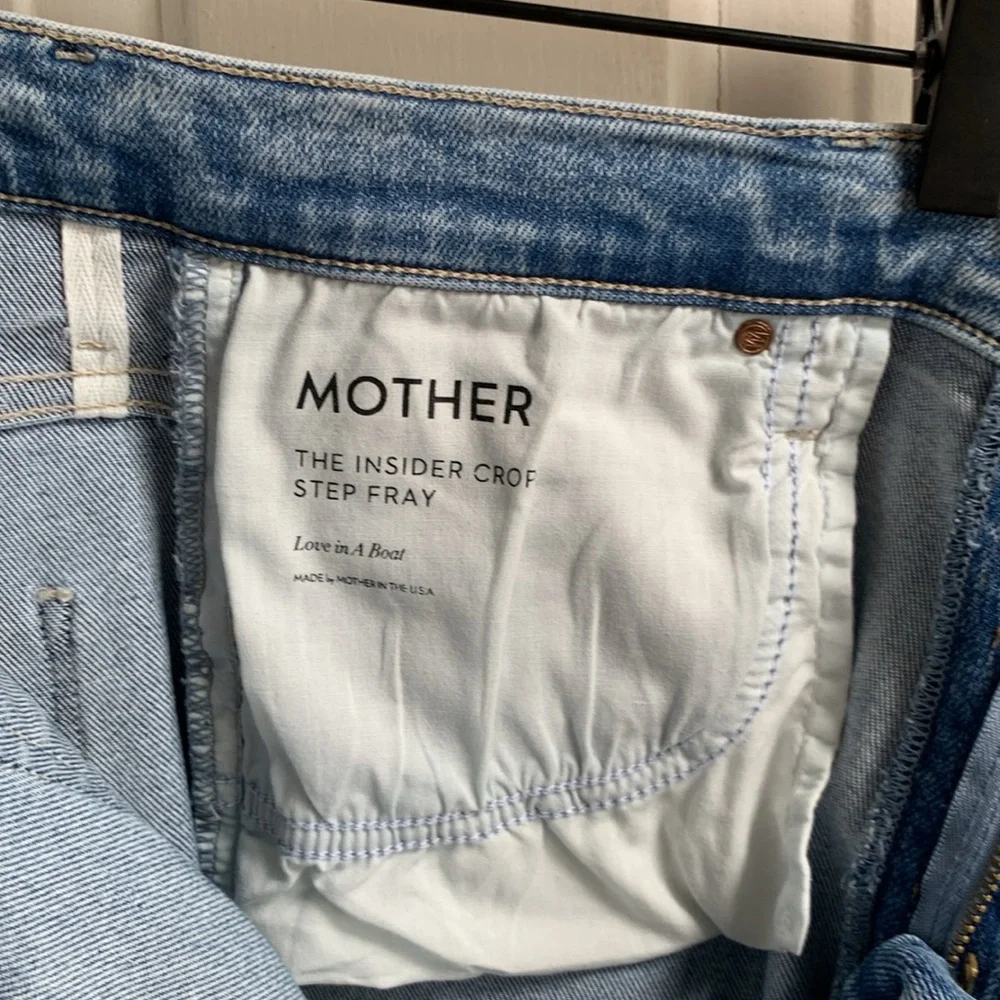 MOTHER
THE INSIDER CROP
STEP FRAY
Love in A Boat
MADE by MOTHER IN THE U.S.A